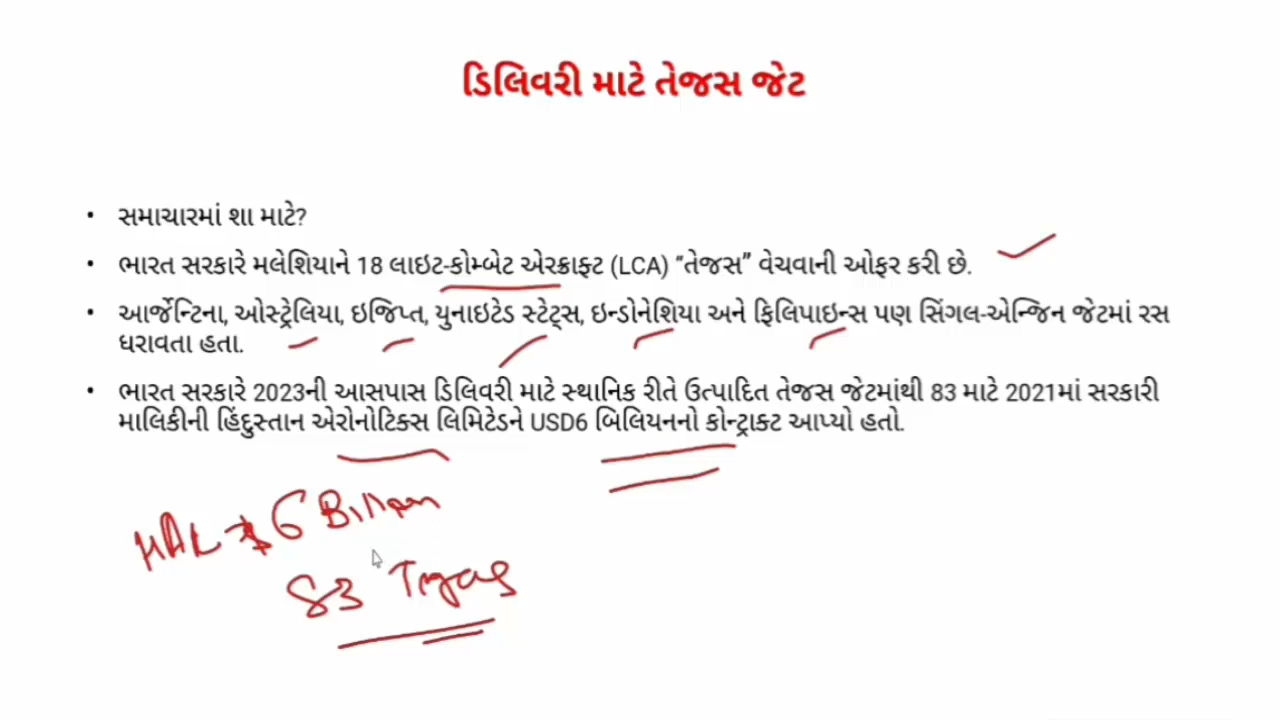 ડિલિવરી માટે તેજસ જેટ
• સમાચારમાં શા માટે?
• ભારત સરકારે મલેશિયાને 18 લાઇટ-કોમ્બેટ એરક્રાફ્ટ (LCA) “તેજસ” વેચવાની ઓફર કરી છે.
• આર્જેન્ટિના, ઓસ્ટ્રેલિયા, ઇજિપ્ત, યુનાઇટેડ સ્ટેટ્સ, ઇન્ડોનેશિયા અને ફિલિપાઇન્સ પણ સિંગલ-એન્જિન જેટમાં રસ
ધરાવતા હતા.
• ભારત સરકારે 2023ની આસપાસ ડિલિવરી માટે સ્થાનિક રીતે ઉત્પાદિત તેજસ જેટમાંથી 83 માટે 2021માં સરકારી
માલિકીની હિંદુસ્તાન એરોનોટિક્સ લિમિટેડને USD6 બિલિયનનો કોન્ટ્રાક્ટ આપ્યો હતો.
HAL $6 Billion
83 Tejas